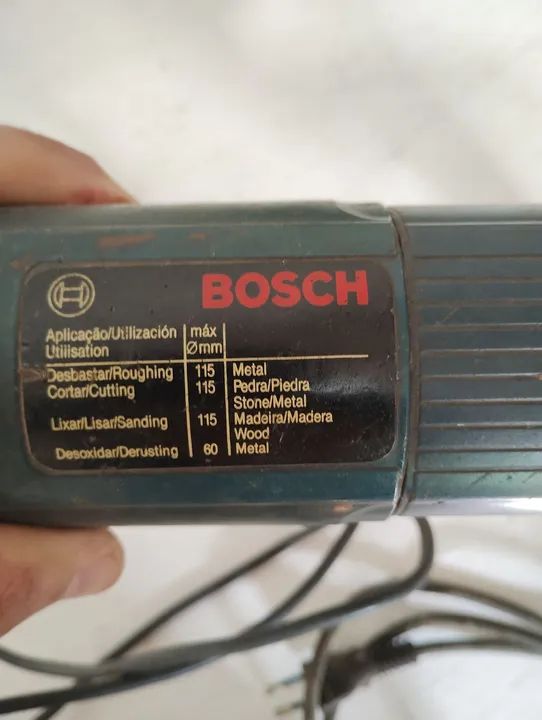 BOSCH
Aplicação/Utilización máx
Utilisation Ømm
Desbastar/Roughing 115 Metal
Cortar/Cutting 115 Pedra/Piedra
Stone/Metal
Lixar/Lisar/Sanding 115 Madeira/Madera
Wood
Desoxidar/Derusting 60 Metal